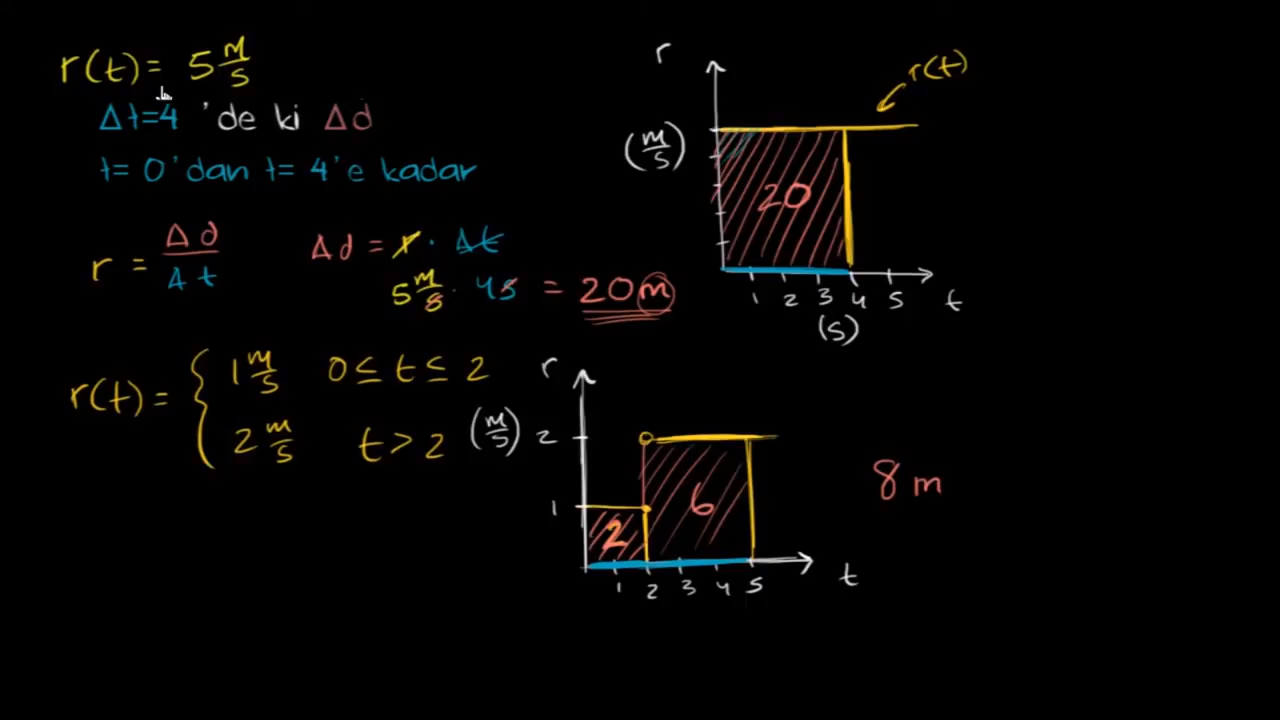 r(t) = 5 m/s
Δt=4 'de ki Δd
t= 0'dan t= 4'e kadar
r = Δd/Δt
Δd = r · Δt
5 m/s · 4s = 20 m
r(t) = { 1 m/s 0 ≤ t ≤ 2
2 m/s t > 2
r
r(t)
(m/s)
20
1 2 3 4 5 t
(s)
r
(m/s) 2
1
2
6
1 2 3 4 5 t
8 m